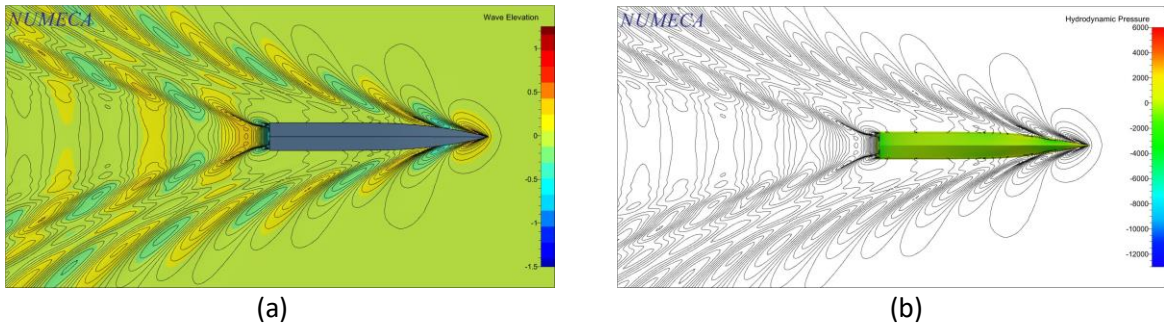 NUMECA
Wave Elevation
1
0.5
0
-0.5
-1
-1.5
(a)
NUMECA
Hydrodynamic Pressure
6000
4000
2000
0
-2000
-4000
-6000
-8000
-10000
-12000
(b)